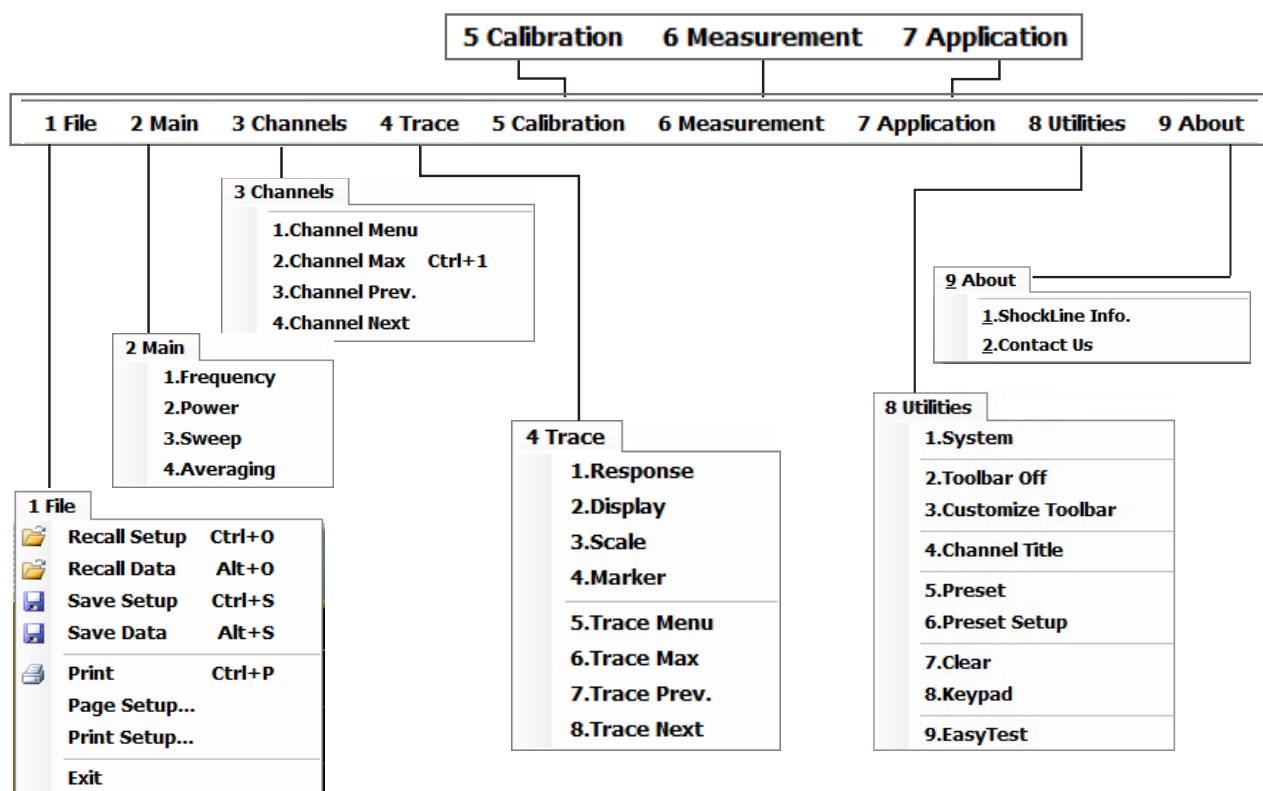 5 Calibration 6 Measurement 7 Application
1 File 2 Main 3 Channels 4 Trace 5 Calibration 6 Measurement 7 Application 8 Utilities 9 About
3 Channels
1.Channel Menu
2.Channel Max Ctrl+1
3.Channel Prev.
4.Channel Next
9 About
1.ShockLine Info.
2.Contact Us
2 Main
1.Frequency
2.Power
3.Sweep
4.Averaging
8 Utilities
1.System
2.Toolbar Off
3.Customize Toolbar
4.Channel Title
5.Preset
6.Preset Setup
7.Clear
8.Keypad
9.EasyTest
4 Trace
1.Response
2.Display
3.Scale
4.Marker
5.Trace Menu
6.Trace Max
7.Trace Prev.
8.Trace Next
1 File
Recall Setup Ctrl+O
Recall Data Alt+O
Save Setup Ctrl+S
Save Data Alt+S
Print Ctrl+P
Page Setup...
Print Setup...
Exit